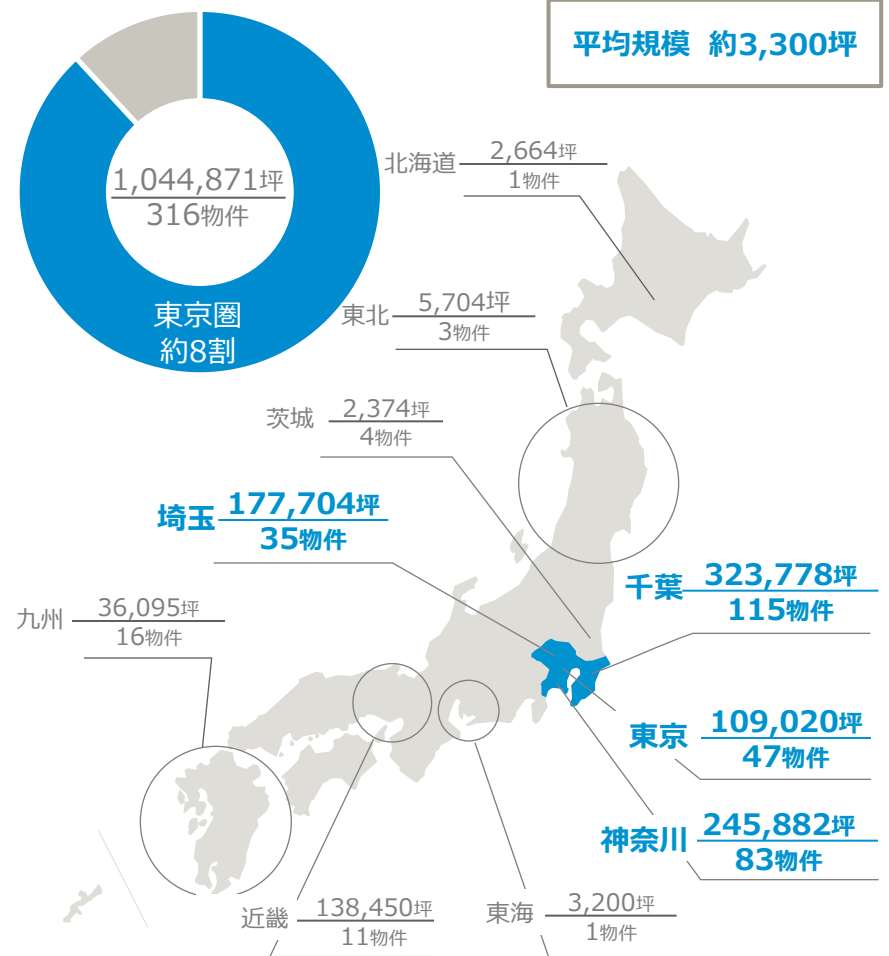 平均規模 約3,300坪
1,044,871坪
316物件
東京圏
約8割
北海道 2,664坪
1物件
東北 5,704坪
3物件
茨城 2,374坪
4物件
埼玉 177,704坪
35物件
千葉 323,778坪
115物件
九州 36,095坪
16物件
東京 109,020坪
47物件
神奈川 245,882坪
83物件
近畿 138,450坪
11物件
東海 3,200坪
1物件